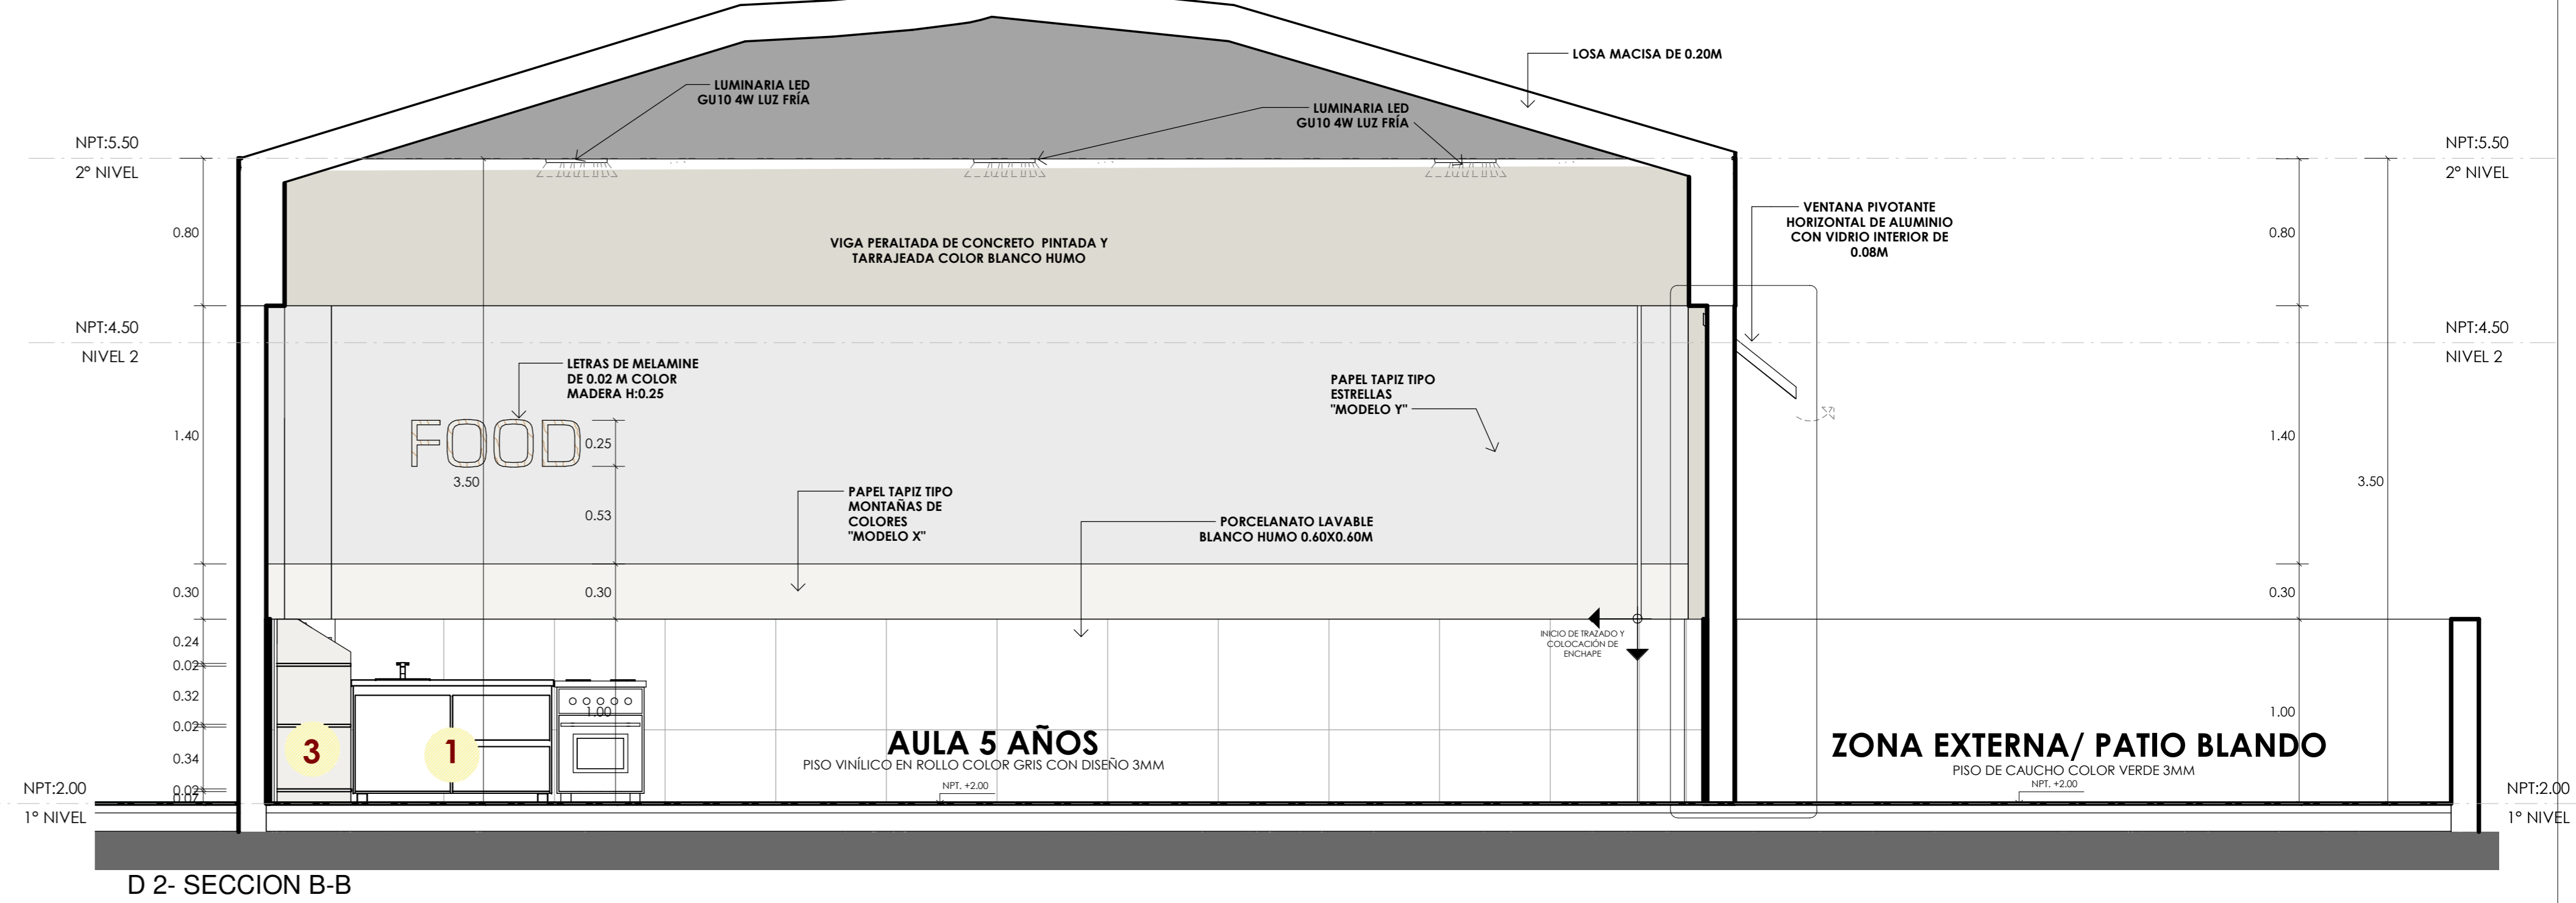 LOSA MACISA DE 0.20M
LUMINARIA LED
GU10 4W LUZ FRÍA
LUMINARIA LED
GU10 4W LUZ FRÍA
NPT:5.50
2° NIVEL
NPT:5.50
2° NIVEL
VENTANA PIVOTANTE
HORIZONTAL DE ALUMINIO
CON VIDRIO INTERIOR DE
0.08M
0.80
VIGA PERALTADA DE CONCRETO PINTADA Y
TARRAJEADA COLOR BLANCO HUMO
0.80
NPT:4.50
NIVEL 2
NPT:4.50
NIVEL 2
LETRAS DE MELAMINE
DE 0.02 M COLOR
MADERA H:0.25
PAPEL TAPIZ TIPO
ESTRELLAS
"MODELO Y"
1.40
FOOD
0.25
1.40
3.50
3.50
PAPEL TAPIZ TIPO
MONTAÑAS DE
COLORES
"MODELO X"
0.53
PORCELANATO LAVABLE
BLANCO HUMO 0.60X0.60M
0.30
0.30
0.30
0.24
0.02
0.32
0.02
0.34
0.02
0.07
INICIO DE TRAZADO Y
COLOCACIÓN DE
ENCHAPE
1.00
1.00
3
1
AULA 5 AÑOS
PISO VINÍLICO EN ROLLO COLOR GRIS CON DISEÑO 3MM
NPT. +2.00
ZONA EXTERNA/ PATIO BLANDO
PISO DE CAUCHO COLOR VERDE 3MM
NPT. +2.00
NPT:2.00
1° NIVEL
NPT:2.00
1° NIVEL
D 2- SECCION B-B